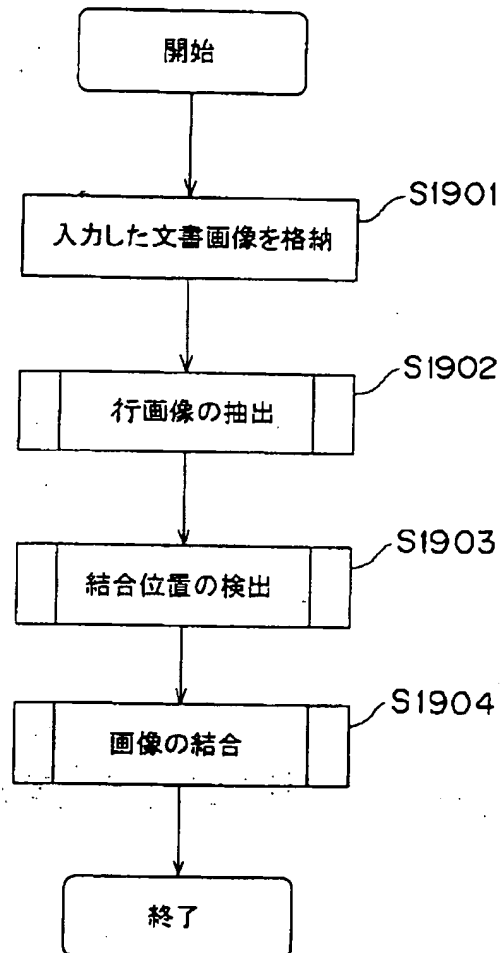 開始
S1901
入力した文書画像を格納
S1902
行画像の抽出
S1903
結合位置の検出
S1904
画像の結合
終了